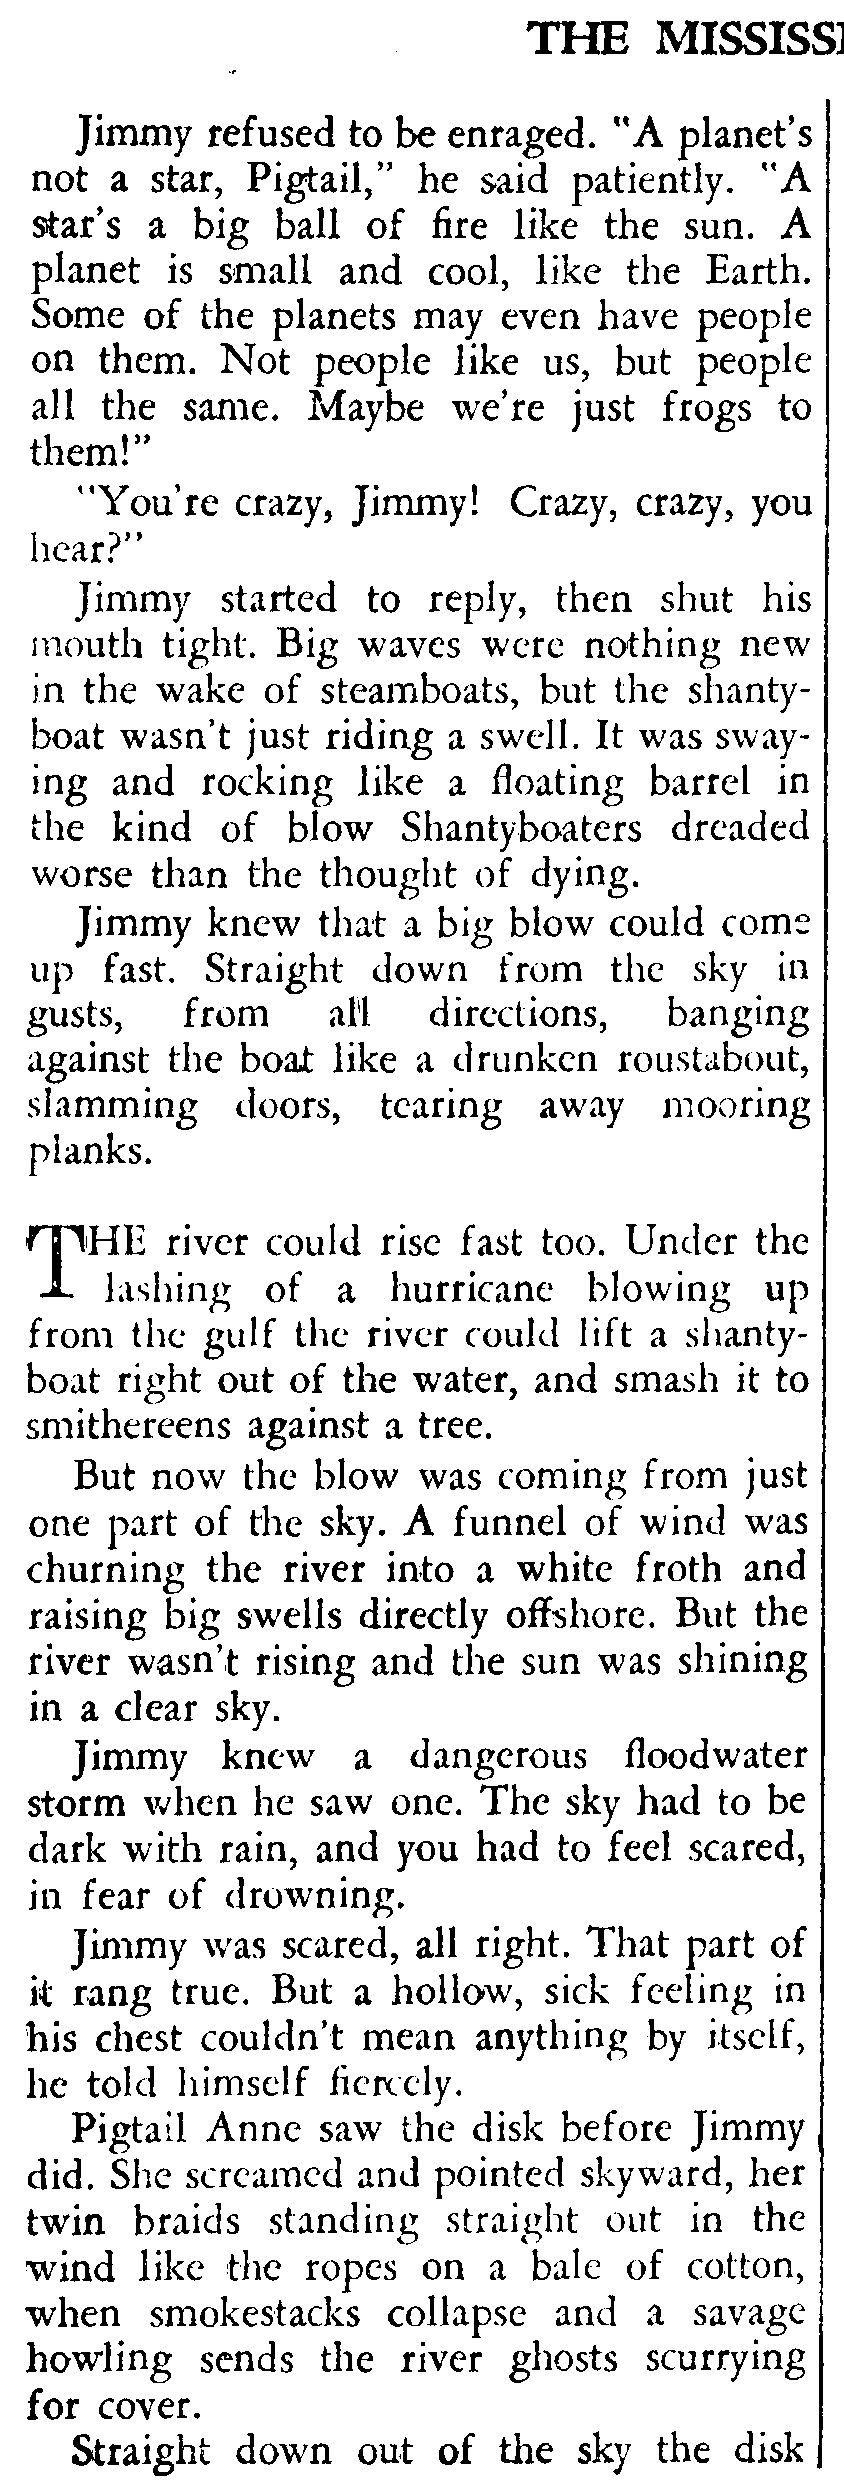 THE MISSISSI
Jimmy refused to be enraged. "A planet's
not a star, Pigtail," he said patiently. "A
star's a big ball of fire like the sun. A
planet is small and cool, like the Earth.
Some of the planets may even have people
on them. Not people like us, but people
all the same. Maybe we're just frogs to
them!"
"You're crazy, Jimmy! Crazy, crazy, you
hear?"
Jimmy started to reply, then shut his
mouth tight. Big waves were nothing new
in the wake of steamboats, but the shanty-
boat wasn't just riding a swell. It was sway-
ing and rocking like a floating barrel in
the kind of blow Shantyboaters dreaded
worse than the thought of dying.
Jimmy knew that a big blow could come
up fast. Straight down from the sky in
gusts, from all directions, banging
against the boat like a drunken roustabout,
slamming doors, tearing away mooring
planks.
THE river could rise fast too. Under the
lashing of a hurricane blowing up
from the gulf the river could lift a shanty-
boat right out of the water, and smash it to
smithereens against a tree.
But now the blow was coming from just
one part of the sky. A funnel of wind was
churning the river into a white froth and
raising big swells directly offshore. But the
river wasn't rising and the sun was shining
in a clear sky.
Jimmy knew a dangerous floodwater
storm when he saw one. The sky had to be
dark with rain, and you had to feel scared,
in fear of drowning.
Jimmy was scared, all right. That part of
it rang true. But a hollow, sick feeling in
his chest couldn't mean anything by itself,
he told himself fiercely.
Pigtail Anne saw the disk before Jimmy
did. She screamed and pointed skyward, her
twin braids standing straight out in the
wind like the ropes on a bale of cotton,
when smokestacks collapse and a savage
howling sends the river ghosts scurrying
for cover.
Straight down out of the sky the disk